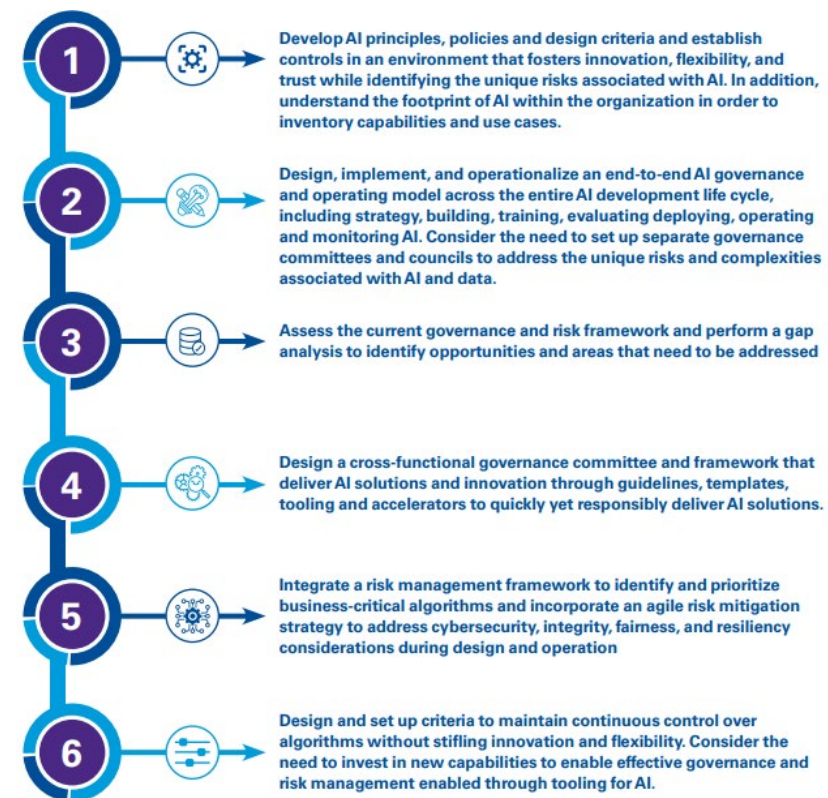 1
Develop AI principles, policies and design criteria and establish
controls in an environment that fosters innovation, flexibility, and
trust while identifying the unique risks associated with AI. In addition,
understand the footprint of AI within the organization in order to
inventory capabilities and use cases.
2
Design, implement, and operationalize an end-to-end AI governance
and operating model across the entire AI development life cycle,
including strategy, building, training, evaluating deploying, operating
and monitoring AI. Consider the need to set up separate governance
committees and councils to address the unique risks and complexities
associated with AI and data.
3
Assess the current governance and risk framework and perform a gap
analysis to identify opportunities and areas that need to be addressed
4
Design a cross-functional governance committee and framework that
deliver AI solutions and innovation through guidelines, templates,
tooling and accelerators to quickly yet responsibly deliver AI solutions.
5
Integrate a risk management framework to identify and prioritize
business-critical algorithms and incorporate an agile risk mitigation
strategy to address cybersecurity, integrity, fairness, and resiliency
considerations during design and operation
6
Design and set up criteria to maintain continuous control over
algorithms without stifling innovation and flexibility. Consider the
need to invest in new capabilities to enable effective governance and
risk management enabled through tooling for AI.